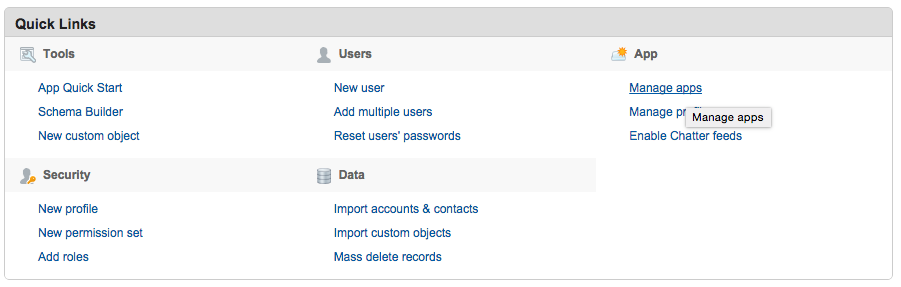 Quick Links
Tools
App Quick Start
Schema Builder
New custom object
Users
New user
Add multiple users
Reset users' passwords
App
Manage apps
Manage
Manage apps
Enable Chatter feeds
Security
New profile
New permission set
Add roles
Data
Import accounts & contacts
Import custom objects
Mass delete records